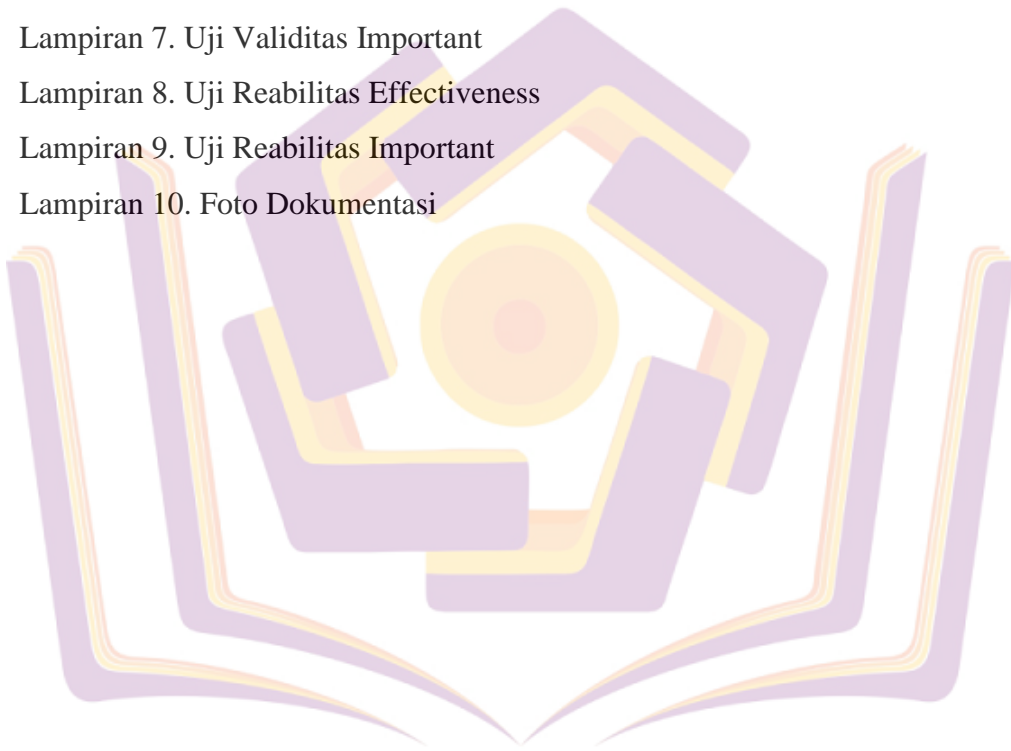 Lampiran 7. Uji Validitas Important
Lampiran 8. Uji Reabilitas Effectiveness
Lampiran 9. Uji Reabilitas Important
Lampiran 10. Foto Dokumentasi